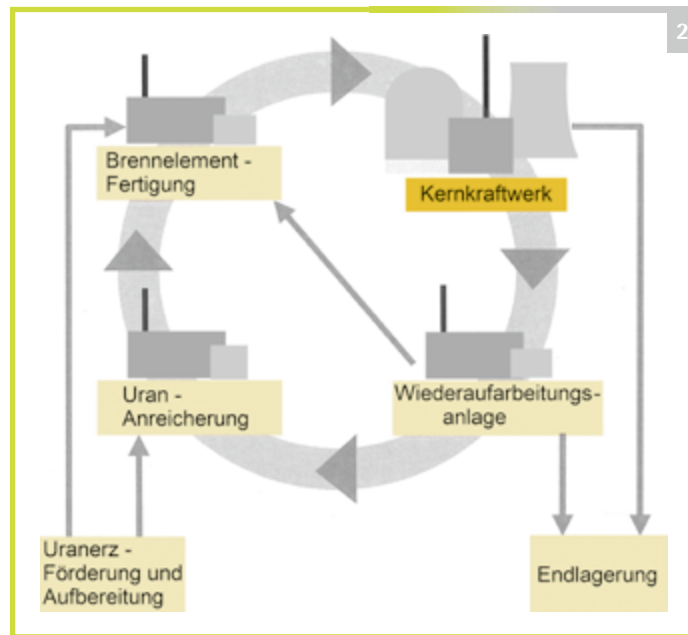 2
Brennelement -
Fertigung
Kernkraftwerk
Uran -
Anreicherung
Wiederaufarbeitungs-
anlage
Uranerz -
Förderung und
Aufbereitung
Endlagerung